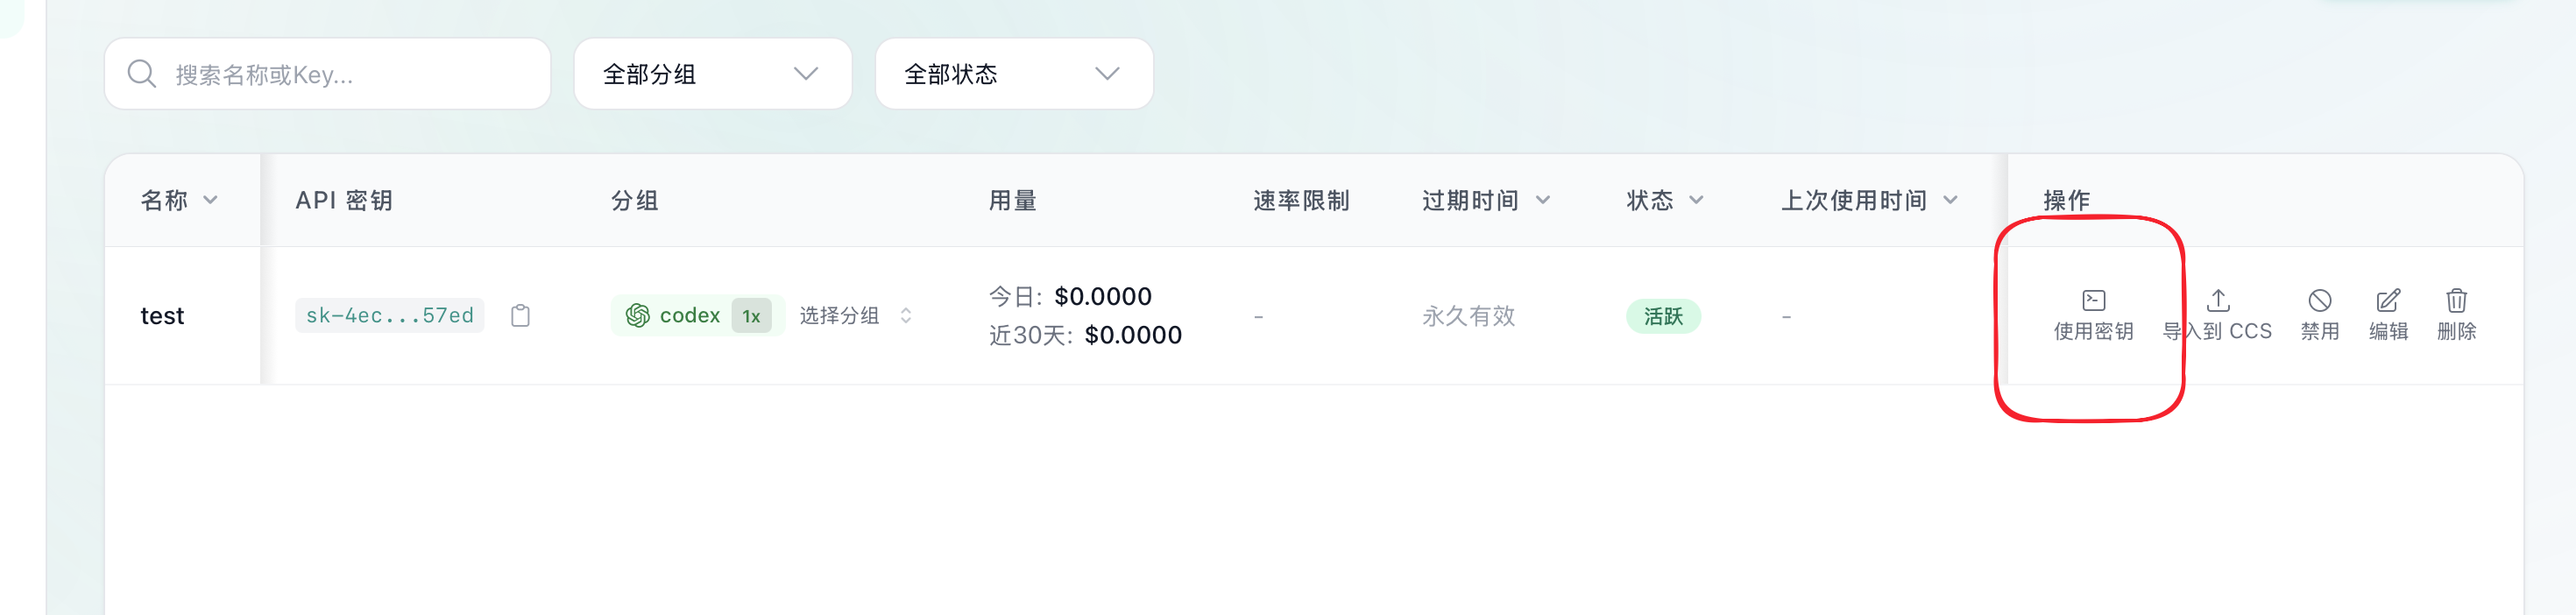 搜索名称或Key...
全部分组
全部状态
名称 API 密钥 分组 用量 速率限制 过期时间 状态 上次使用时间 操作
test sk-4ec...57ed codex 1x 选择分组
今日: $0.0000
近30天: $0.0000
- 永久有效 活跃 -
使用密钥 导入到 CCS 禁用 编辑 删除